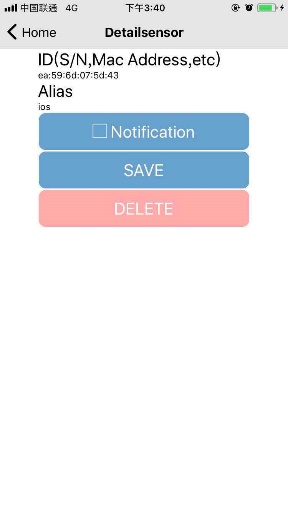 中国联通 4G 下午3:40
Home Detailsensor
ID(S/N,Mac Address,etc)
ea:59:6d:07:5d:43
Alias
ios
Notification
SAVE
DELETE